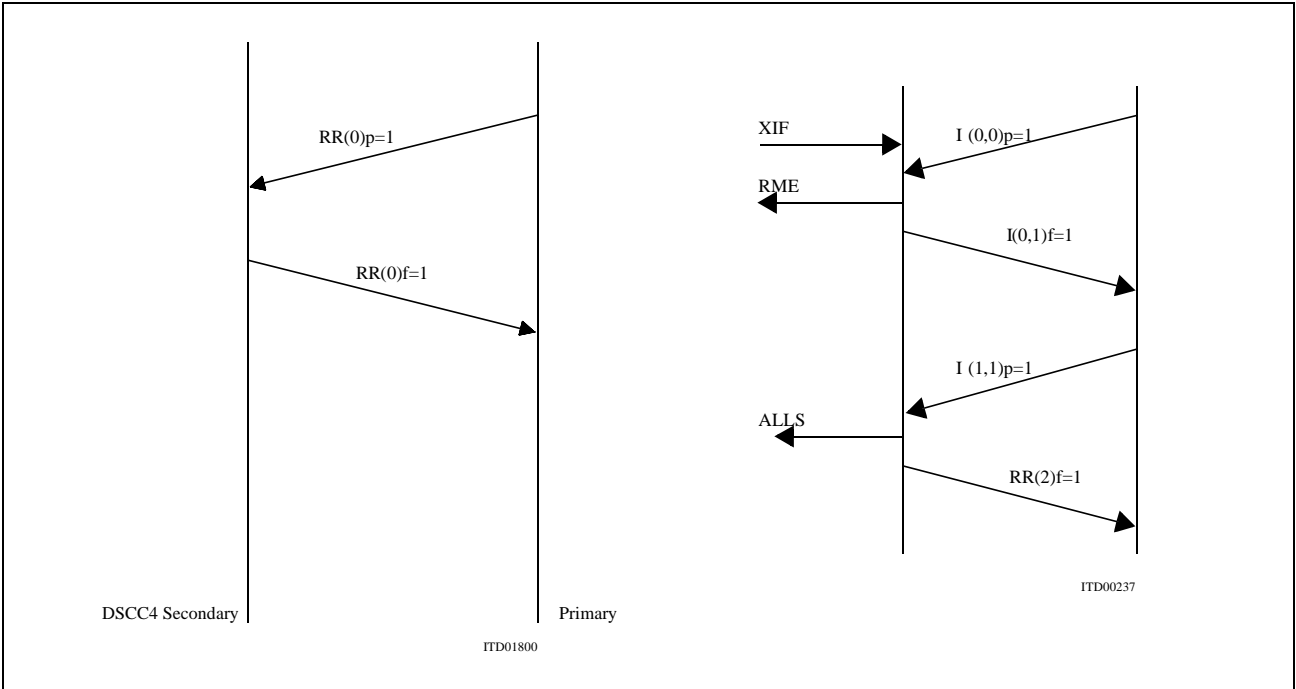 RR(0)p=1
RR(0)f=1
DSCC4 Secondary
Primary
ITD01800
XIF
I (0,0)p=1
RME
I(0,1)f=1
I (1,1)p=1
ALLS
RR(2)f=1
ITD00237